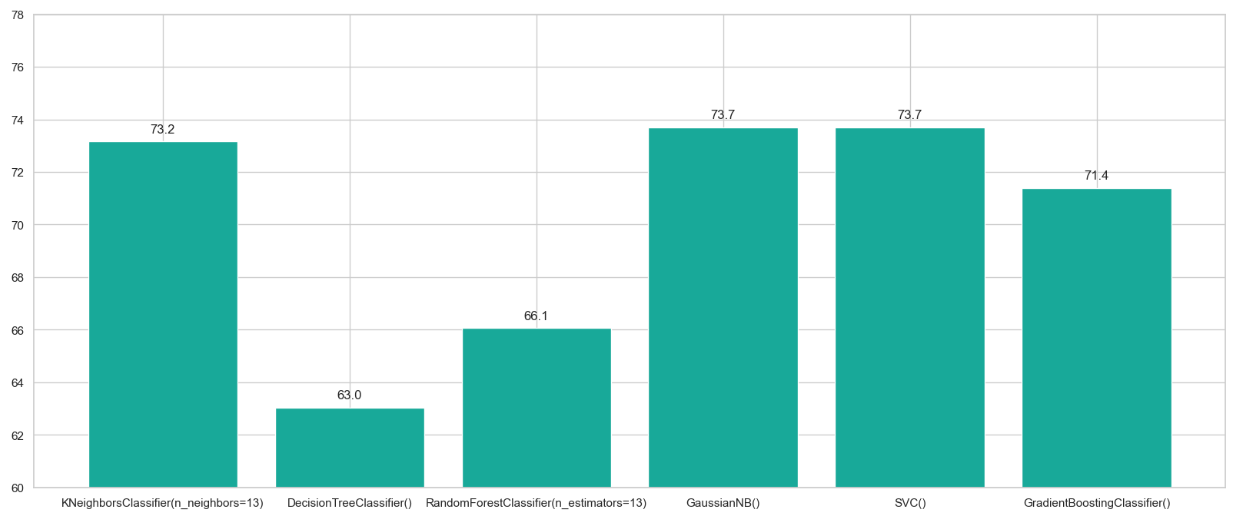 78
76
74
72
70
68
66
64
62
60
73.2
63.0
66.1
73.7
73.7
71.4
KNeighborsClassifier(n_neighbors=13)
DecisionTreeClassifier()
RandomForestClassifier(n_estimators=13)
GaussianNB()
SVC()
GradientBoostingClassifier()